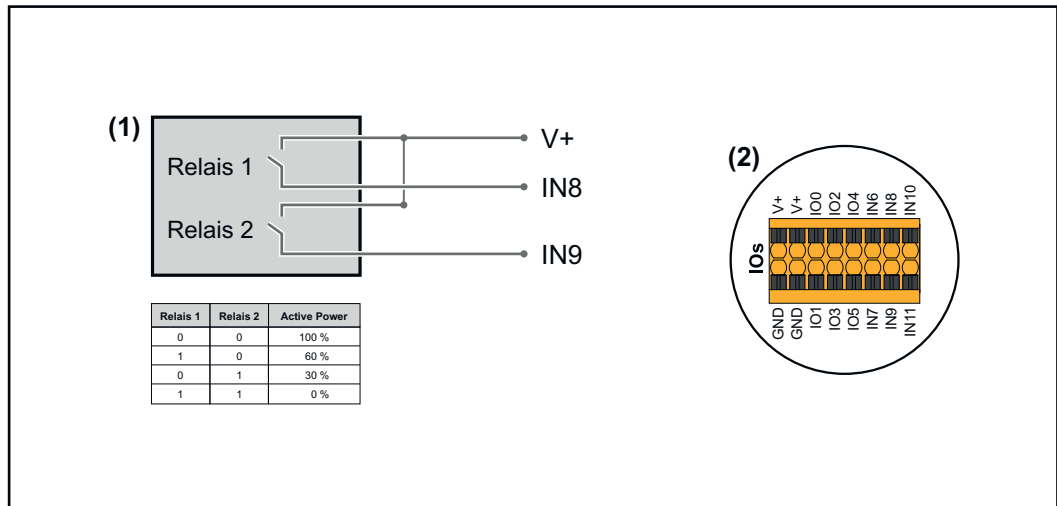 (1)
Relais 1
Relais 2
V+
IN8
IN9
Relais 1 Relais 2 Active Power
0 0 100 %
1 0 60 %
0 1 30 %
1 1 0 %
(2)
V+ V+ IO0 IO2 IO4 IN6 IN8 IN10
IOs
GND GND IO1 IO3 IO5 IN7 IN9 IN11